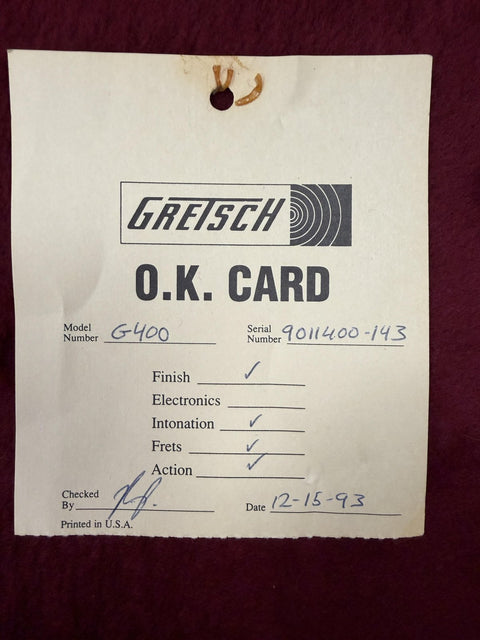 GRETSCH
O.K. CARD
Model Number G400 Serial Number 9011400-143
Finish ✓
Electronics
Intonation ✓
Frets ✓
Action ✓
Checked By Date 12-15-93
Printed in U.S.A.